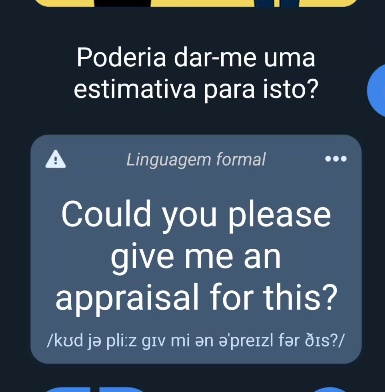 Poderia dar-me uma
estimativa para isto?
Linguagem formal
Could you please
give me an
appraisal for this?
/kʊd jə pliːz gɪv mi ən əˈpreɪzl fər ðɪs?/